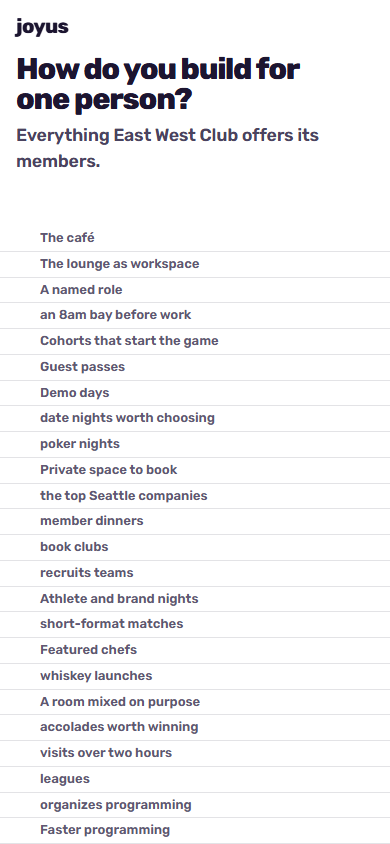 joyus
How do you build for
one person?
Everything East West Club offers its
members.
The café
The lounge as workspace
A named role
an 8am bay before work
Cohorts that start the game
Guest passes
Demo days
date nights worth choosing
poker nights
Private space to book
the top Seattle companies
member dinners
book clubs
recruits teams
Athlete and brand nights
short-format matches
Featured chefs
whiskey launches
A room mixed on purpose
accolades worth winning
visits over two hours
leagues
organizes programming
Faster programming